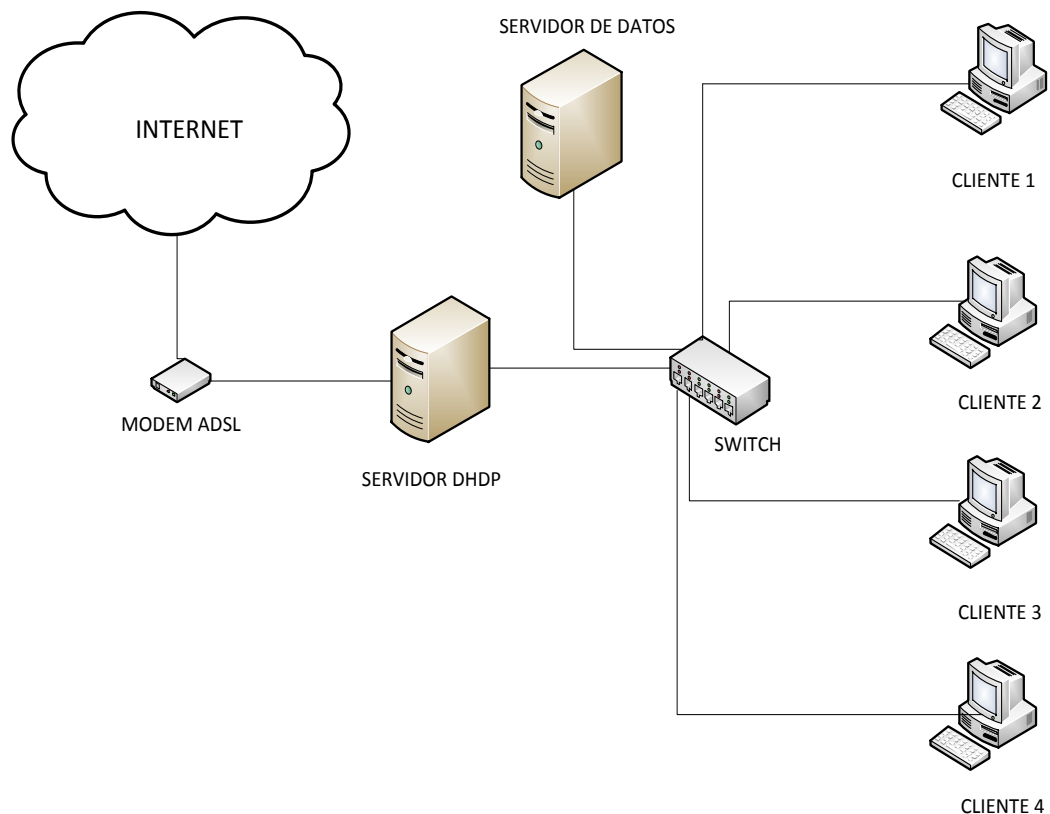 SERVIDOR DE DATOS
INTERNET
CLIENTE 1
CLIENTE 2
MODEM ADSL
SWITCH
SERVIDOR DHDP
CLIENTE 3
CLIENTE 4